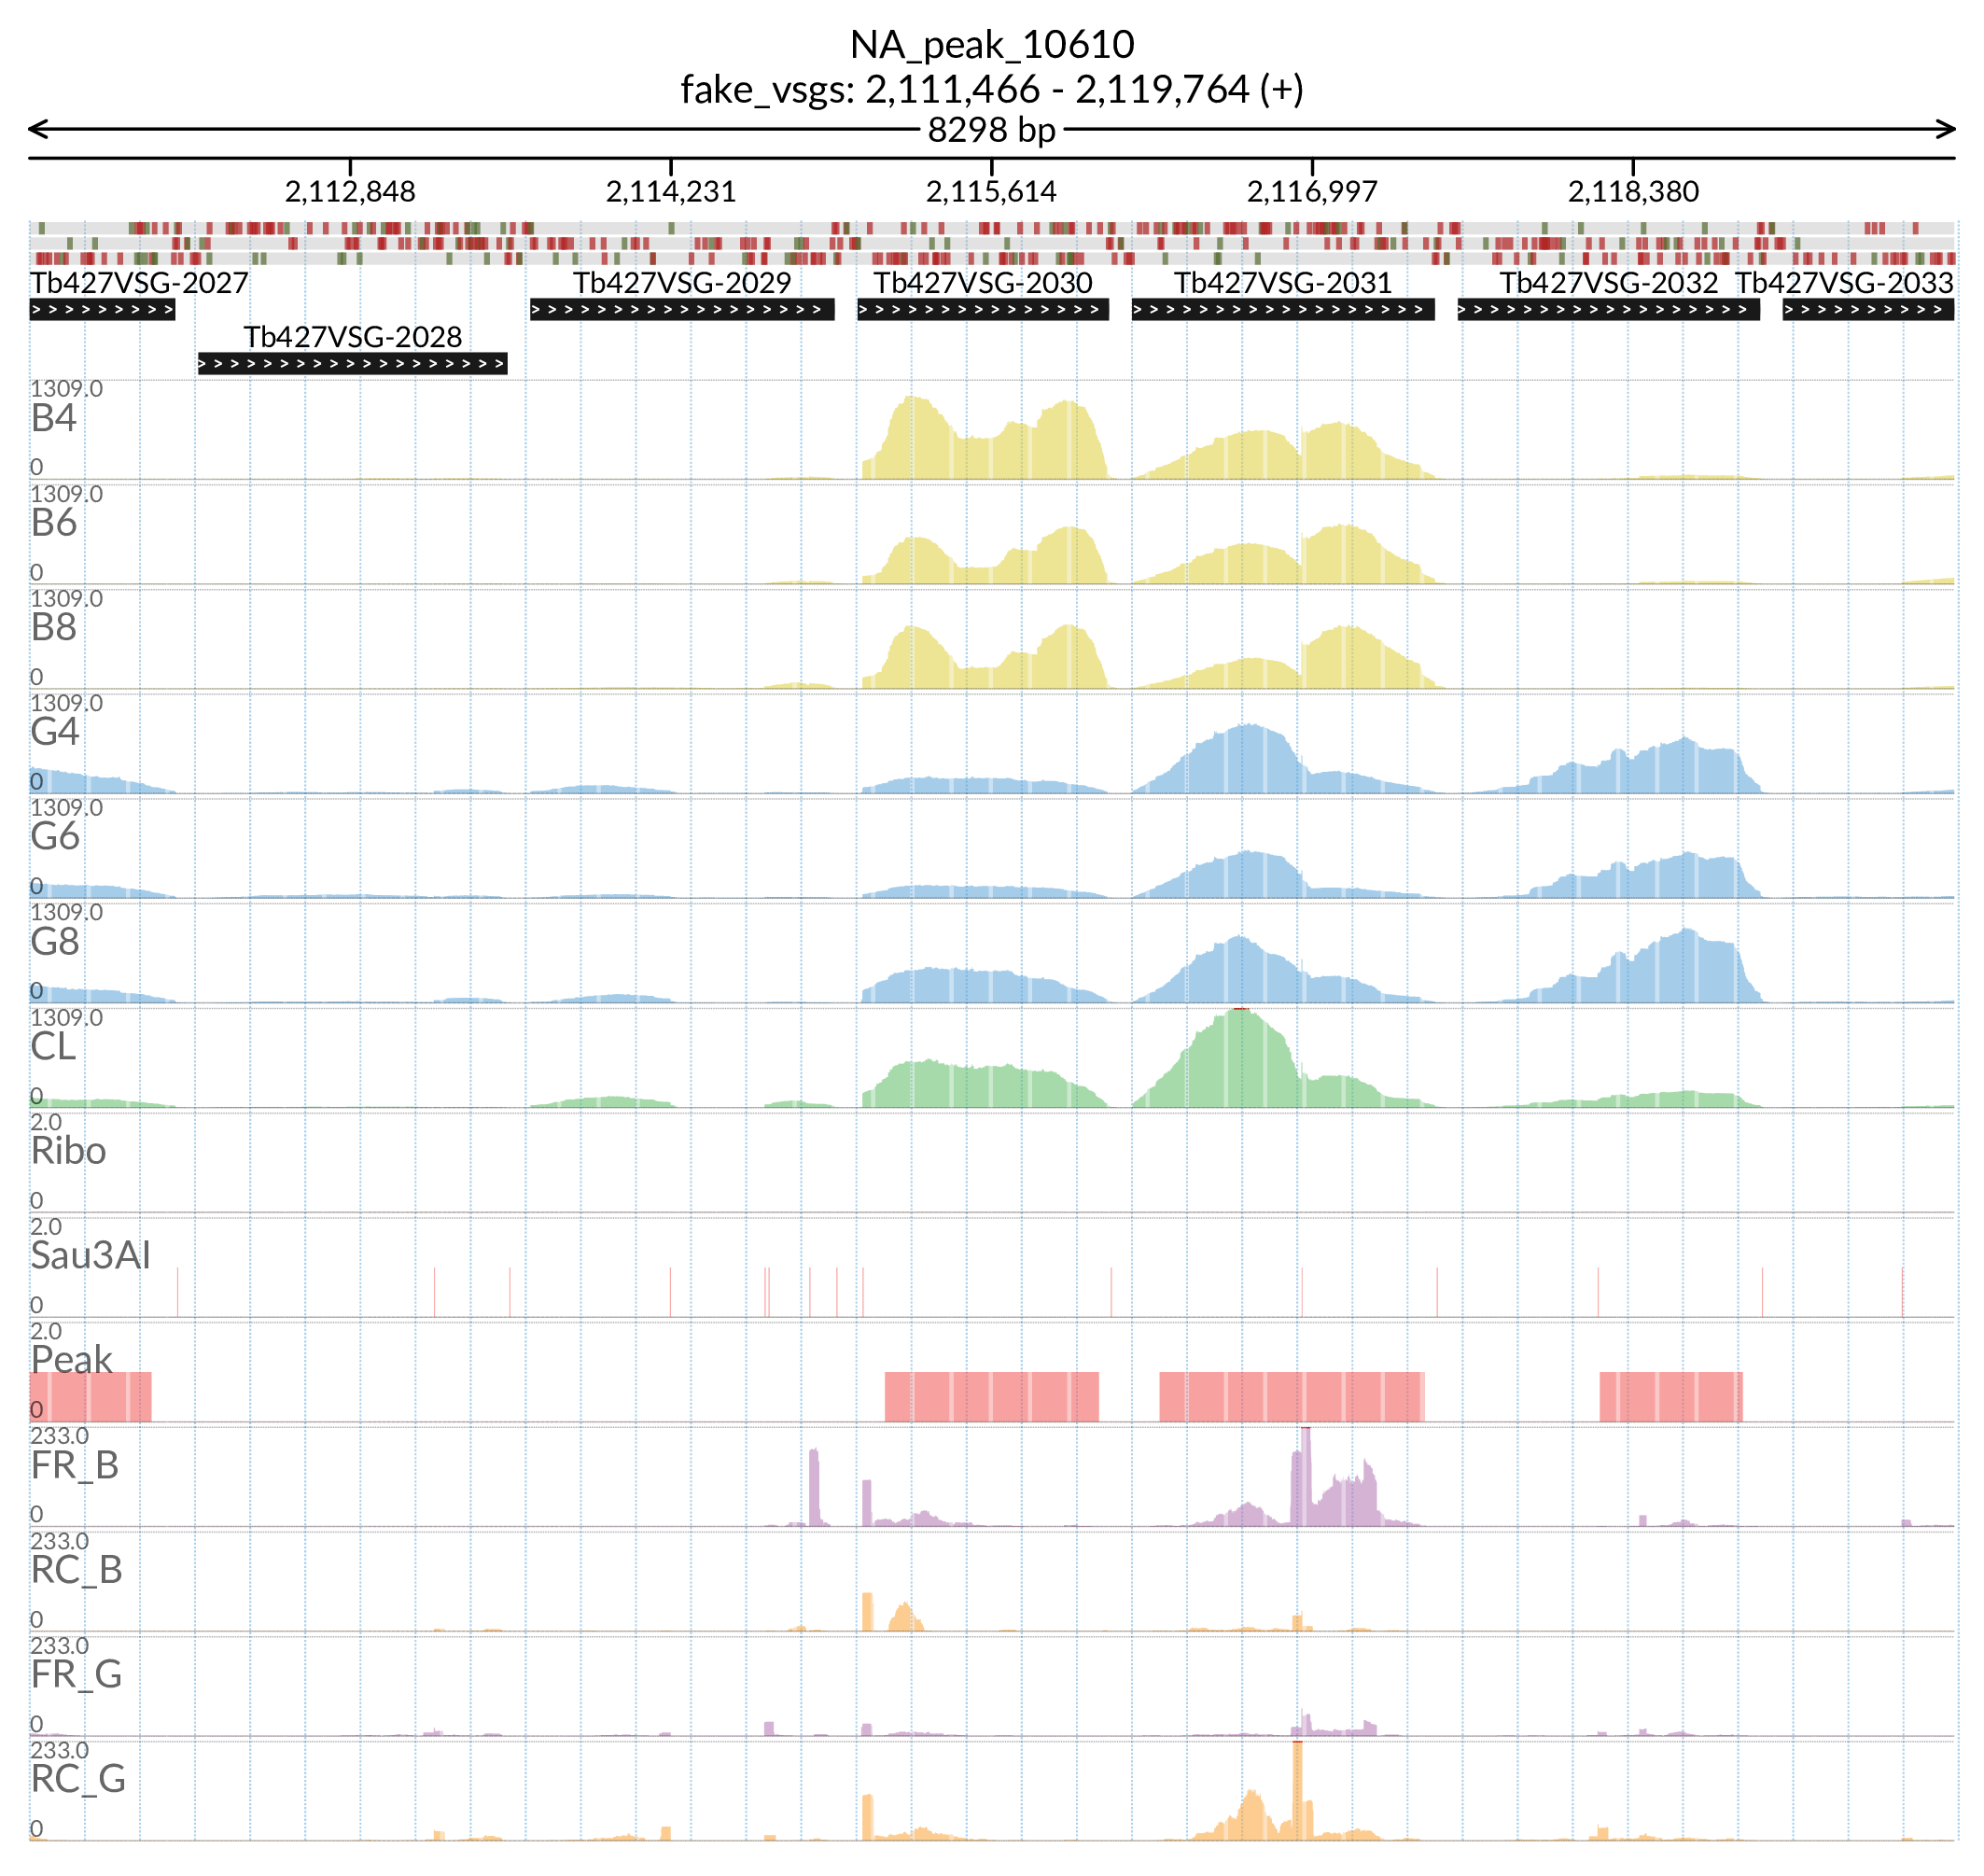 NA_peak_10610
fake_vsgs: 2,111,466 - 2,119,764 (+)
8298 bp
2,112,848 2,114,231 2,115,614 2,116,997 2,118,380
Tb427VSG-2027 Tb427VSG-2029 Tb427VSG-2030 Tb427VSG-2031 Tb427VSG-2032 Tb427VSG-2033
Tb427VSG-2028
1309.0
B4
0
1309.0
B6
0
1309.0
B8
0
1309.0
G4
0
1309.0
G6
0
1309.0
G8
0
1309.0
CL
0
2.0
Ribo
0
2.0
Sau3AI
0
2.0
Peak
0
233.0
FR_B
0
233.0
RC_B
0
233.0
FR_G
0
233.0
RC_G
0